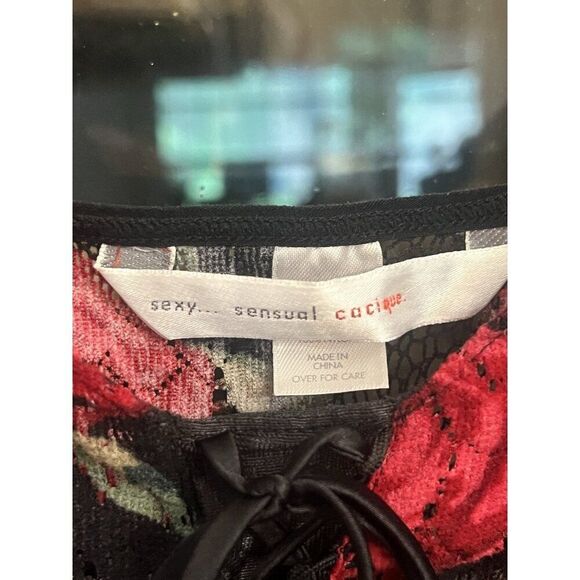 sexy... sensual cacique.
MADE IN
CHINA
OVER FOR CARE